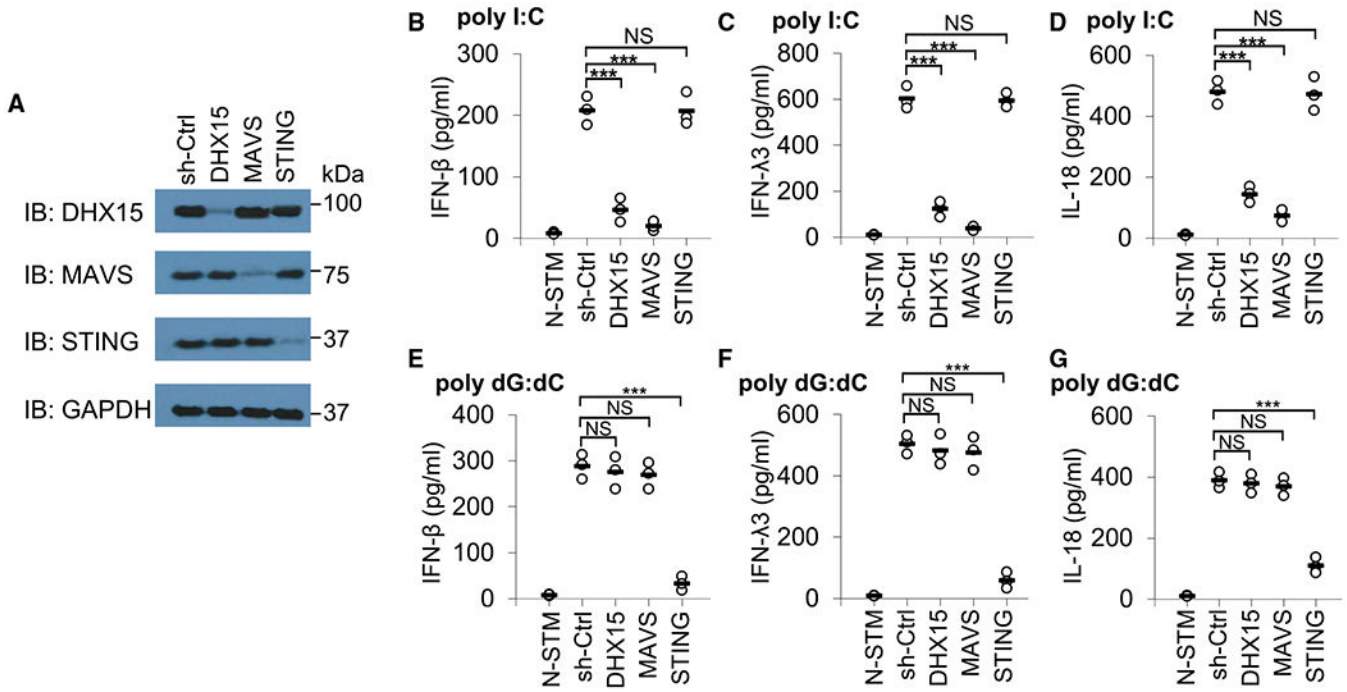 A
sh-Ctrl
DHX15
MAVS
STING
kDa
IB: DHX15
100
IB: MAVS
75
IB: STING
37
IB: GAPDH
37
B
poly I:C
NS
***
***
IFN-β (pg/ml)
300
200
100
0
N-STM
sh-Ctrl
DHX15
MAVS
STING
C
poly I:C
NS
***
***
IFN-λ3 (pg/ml)
800
600
400
200
0
N-STM
sh-Ctrl
DHX15
MAVS
STING
D
poly I:C
NS
***
***
IL-18 (pg/ml)
600
400
200
0
N-STM
sh-Ctrl
DHX15
MAVS
STING
E
poly dG:dC
***
NS
NS
IFN-β (pg/ml)
400
300
200
100
0
N-STM
sh-Ctrl
DHX15
MAVS
STING
F
poly dG:dC
***
NS
NS
IFN-λ3 (pg/ml)
600
400
200
0
N-STM
sh-Ctrl
DHX15
MAVS
STING
G
poly dG:dC
***
NS
NS
IL-18 (pg/ml)
600
400
200
0
N-STM
sh-Ctrl
DHX15
MAVS
STING